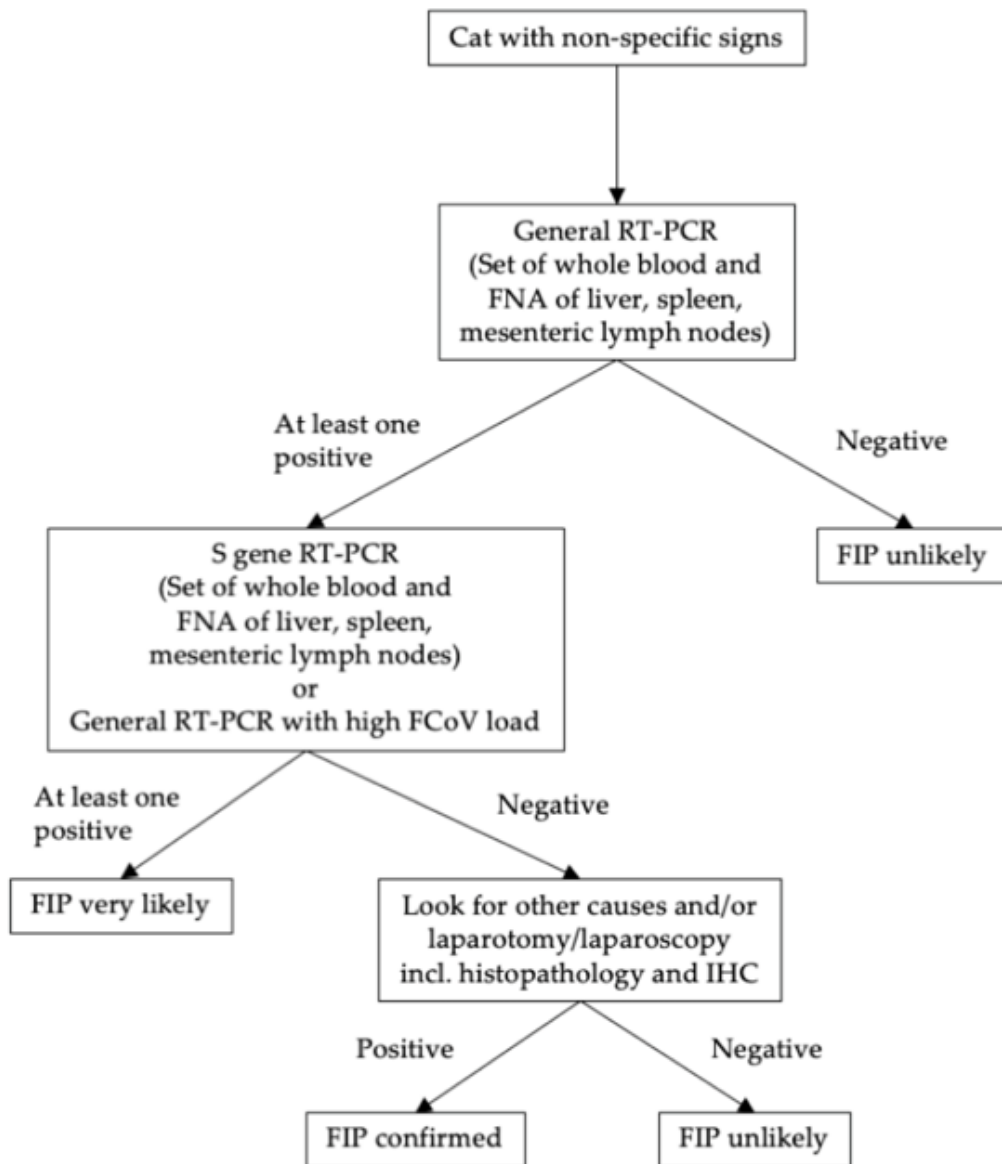 Cat with non-specific signs
General RT-PCR
(Set of whole blood and
FNA of liver, spleen,
mesenteric lymph nodes)
At least one
positive
Negative
S gene RT-PCR
(Set of whole blood and
FNA of liver, spleen,
mesenteric lymph nodes)
or
General RT-PCR with high FCoV load
FIP unlikely
At least one
positive
Negative
FIP very likely
Look for other causes and/or
laparotomy/laparoscopy
incl. histopathology and IHC
Positive
Negative
FIP confirmed
FIP unlikely